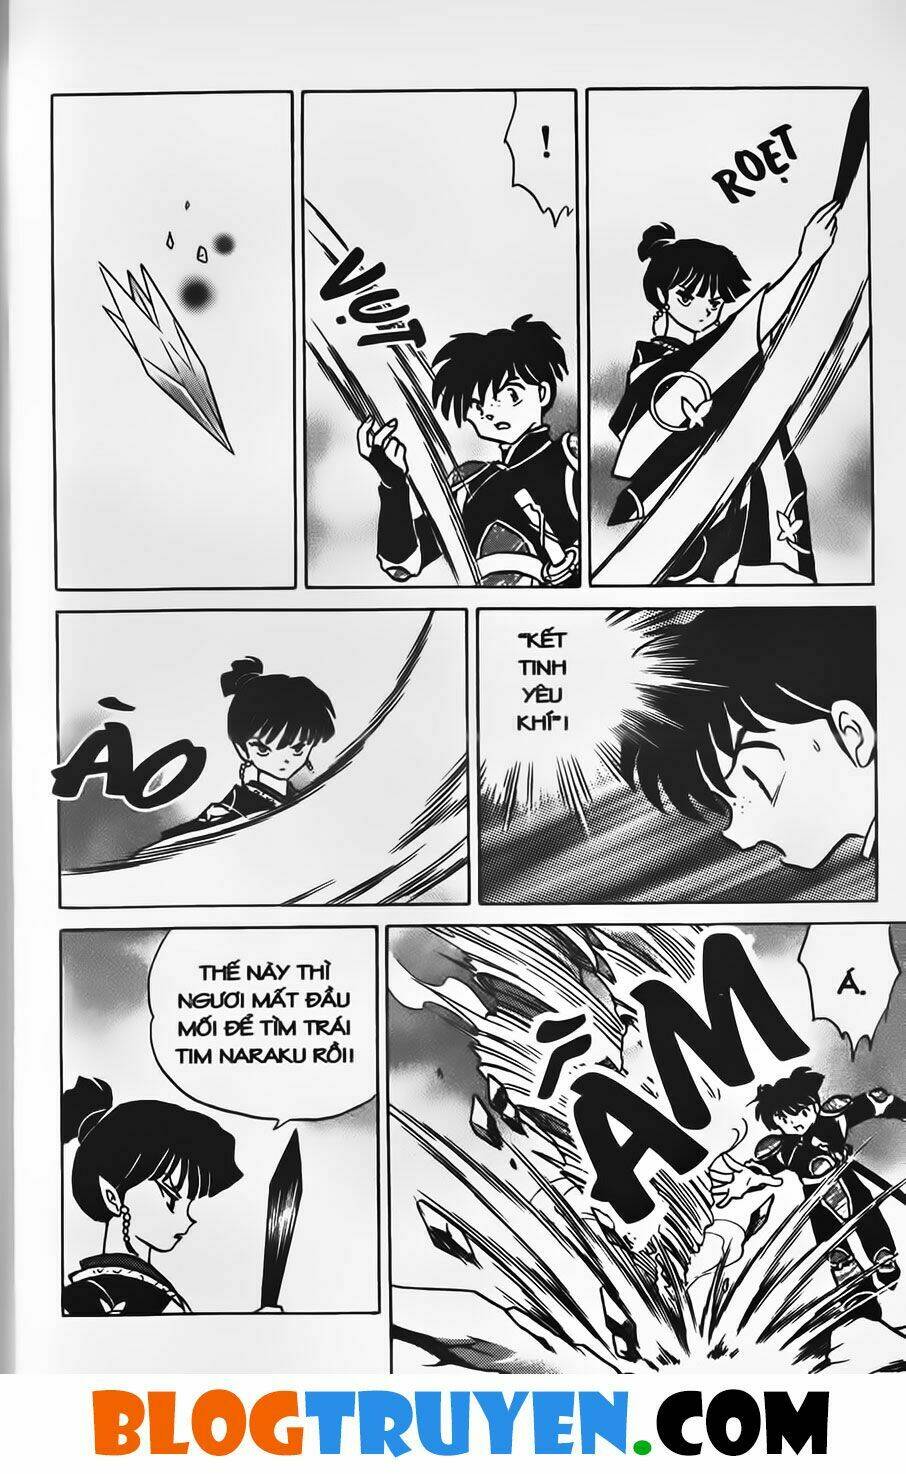 !
VỤT
ROẸT
ÀO
"KẾT
TINH
YÊU
KHÍ"!
THẾ NÀY THÌ
NGƯƠI MẤT ĐẦU
MỐI ĐỂ TÌM TRÁI
TIM NARAKU RỒI!
ẦM
Á.
BLOGTRUYEN.COM